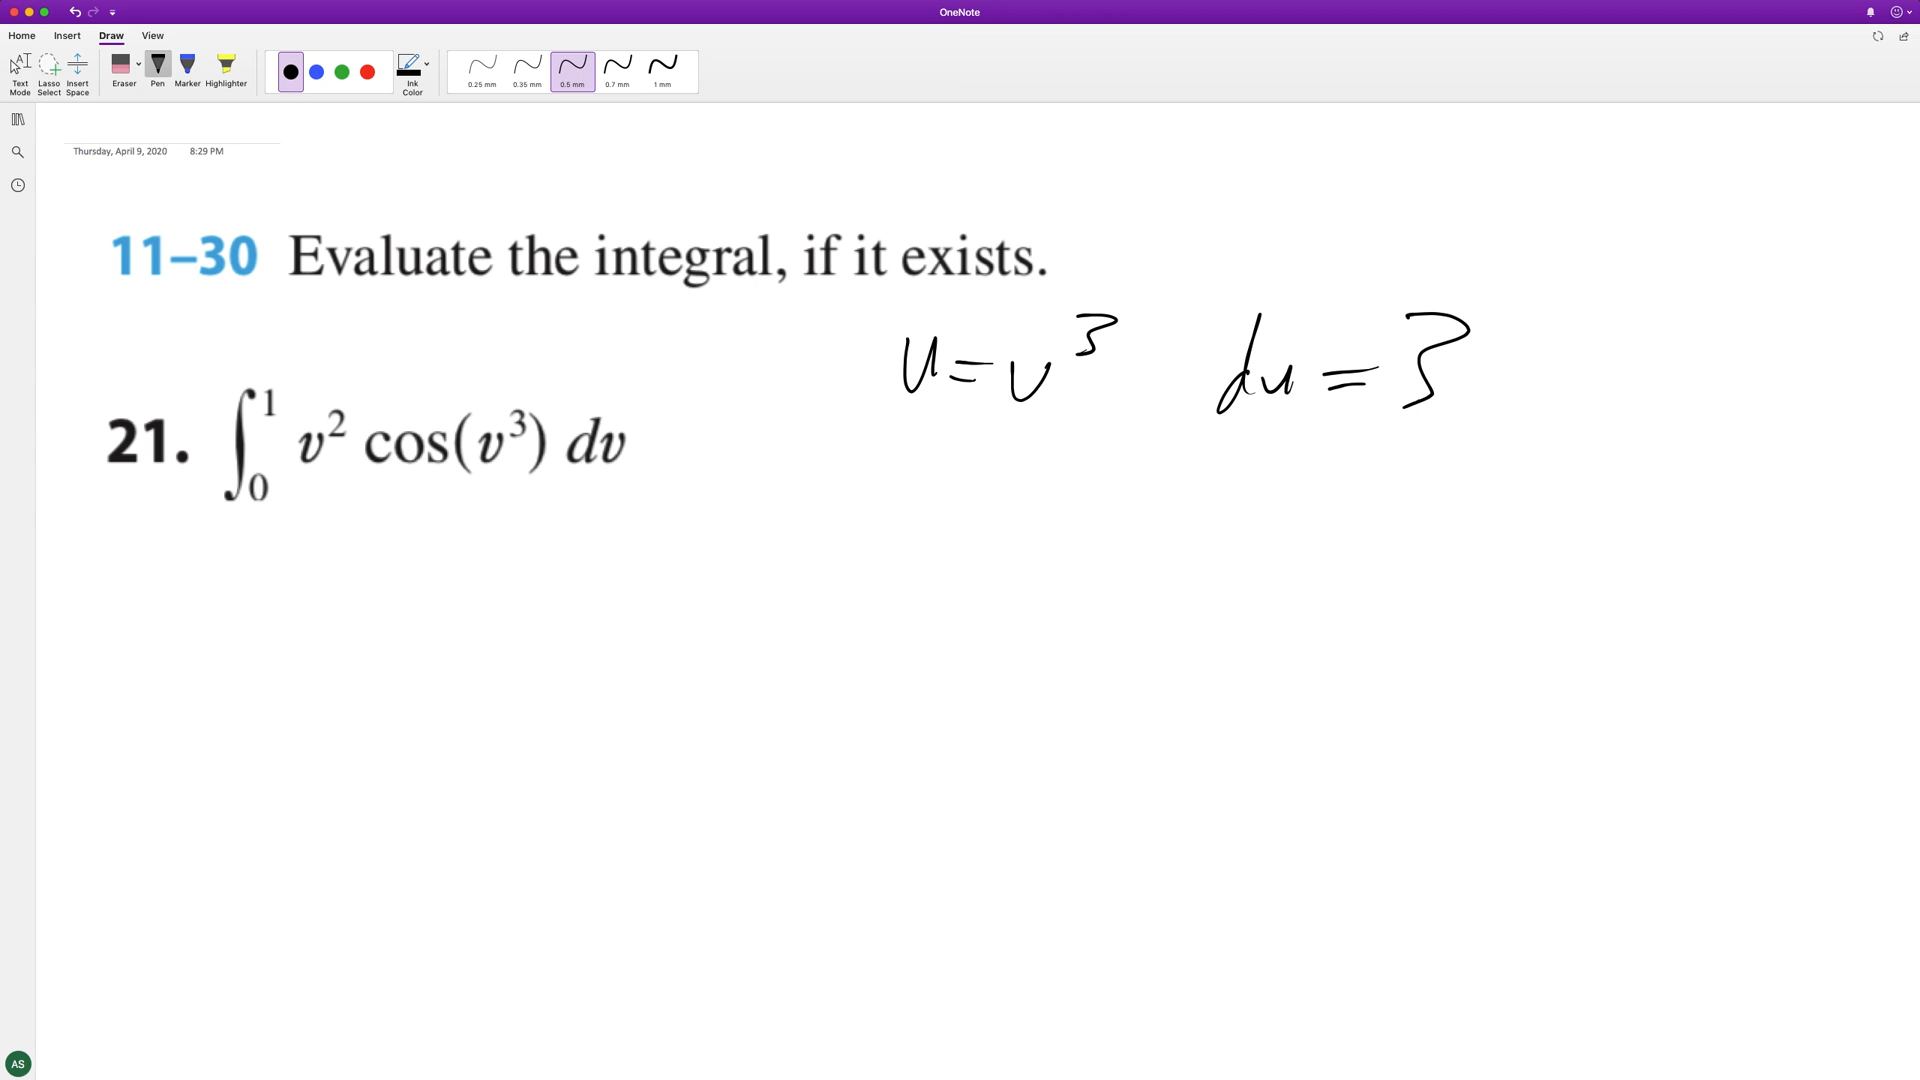 OneNote
Home Insert Draw View
Text Mode Lasso Select Insert Space Eraser Pen Marker Highlighter Ink Color 0.25 mm 0.35 mm 0.5 mm 0.7 mm 1 mm
Thursday, April 9, 2020 8:29 PM
11–30 Evaluate the integral, if it exists.
u = v³ du = 3
21. ∫₀¹ v² cos(v³) dv
AS